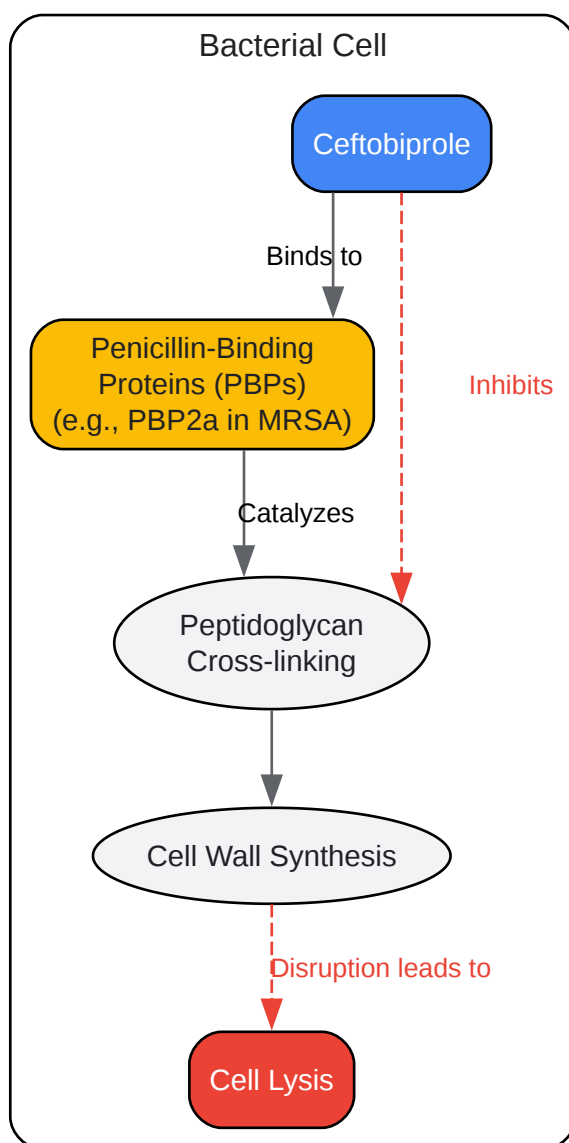 Bacterial Cell
Ceftobiprole
Binds to
Penicillin-Binding
Proteins (PBPs)
(e.g., PBP2a in MRSA)
Inhibits
Catalyzes
Peptidoglycan
Cross-linking
Cell Wall Synthesis
Disruption leads to
Cell Lysis